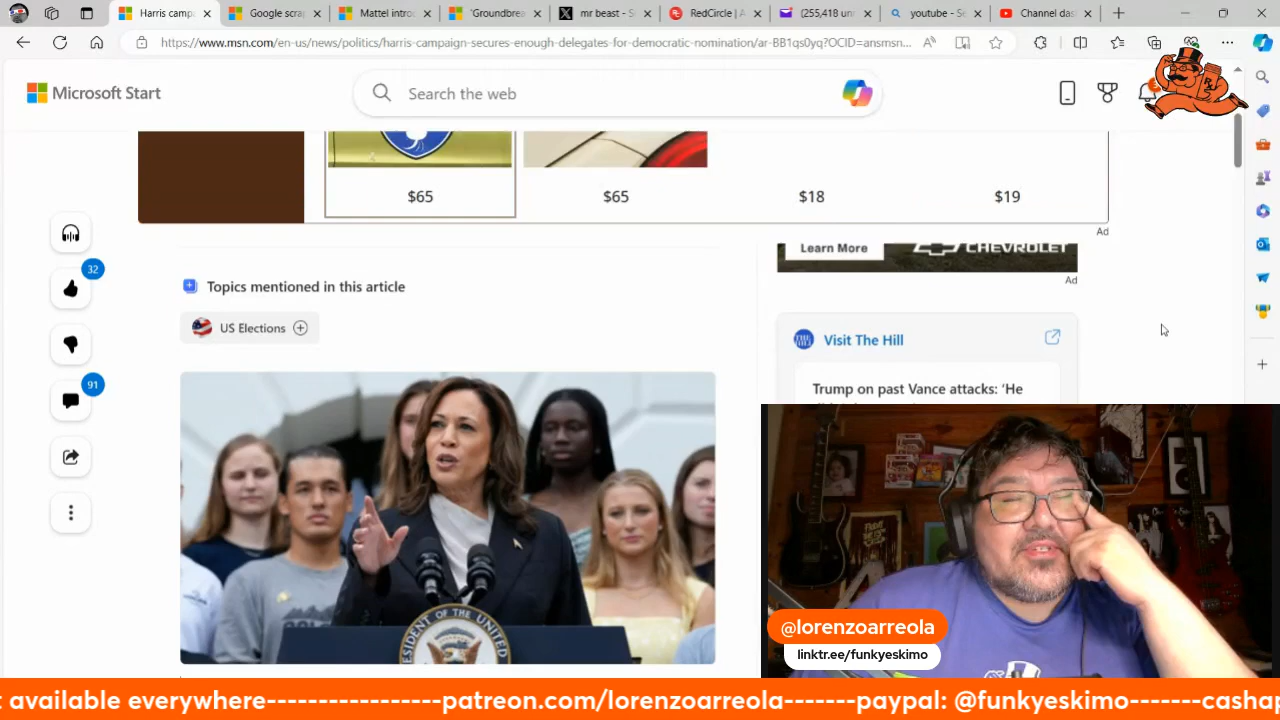 Harris camp
Google scrap
Mattel intro
'Groundbrea
mr beast - S
RedCircle | A
(255,418 un
youtube - Se
Channel das
https://www.msn.com/en-us/news/politics/harris-campaign-secures-enough-delegates-for-democratic-nomination/ar-BB1qs0yq?OCID=ansmsn...
Microsoft Start
Search the web
$65
$65
$18
$19
Ad
Learn More
CHEVROLET
Ad
32
91
Topics mentioned in this article
US Elections
Visit The Hill
Trump on past Vance attacks: 'He
@lorenzoarreola
linktr.ee/funkyeskimo
t available everywhere-----------------patreon.com/lorenzoarreola-------paypal: @funkyeskimo-------cashap